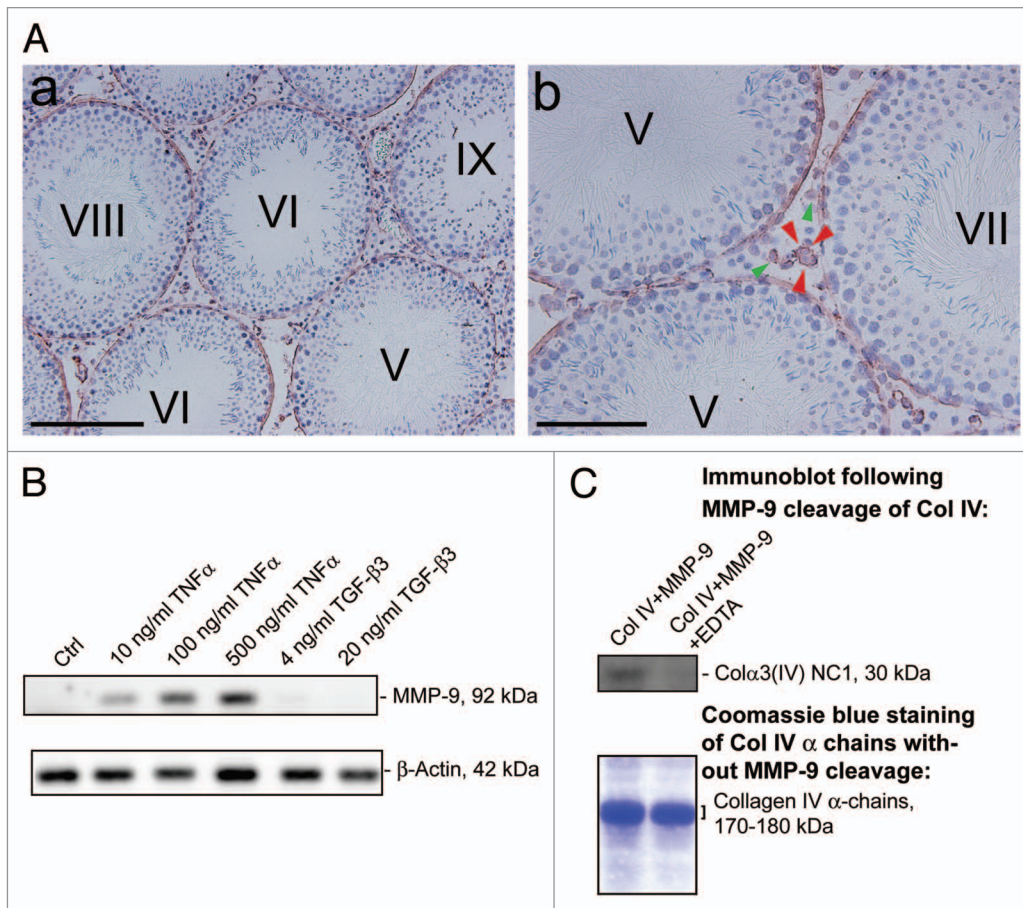 A
a
VIII
VI
IX
VI
V
b
V
VII
V
B
Ctrl
10 ng/ml TNFα
100 ng/ml TNFα
500 ng/ml TNFα
4 ng/ml TGF-β3
20 ng/ml TGF-β3
- MMP-9, 92 kDa
- β-Actin, 42 kDa
C
Immunoblot following
MMP-9 cleavage of Col IV:
Col IV+MMP-9
Col IV+MMP-9
+EDTA
- Colα3(IV) NC1, 30 kDa
Coomassie blue staining
of Col IV α chains with-
out MMP-9 cleavage:
Collagen IV α-chains,
170-180 kDa